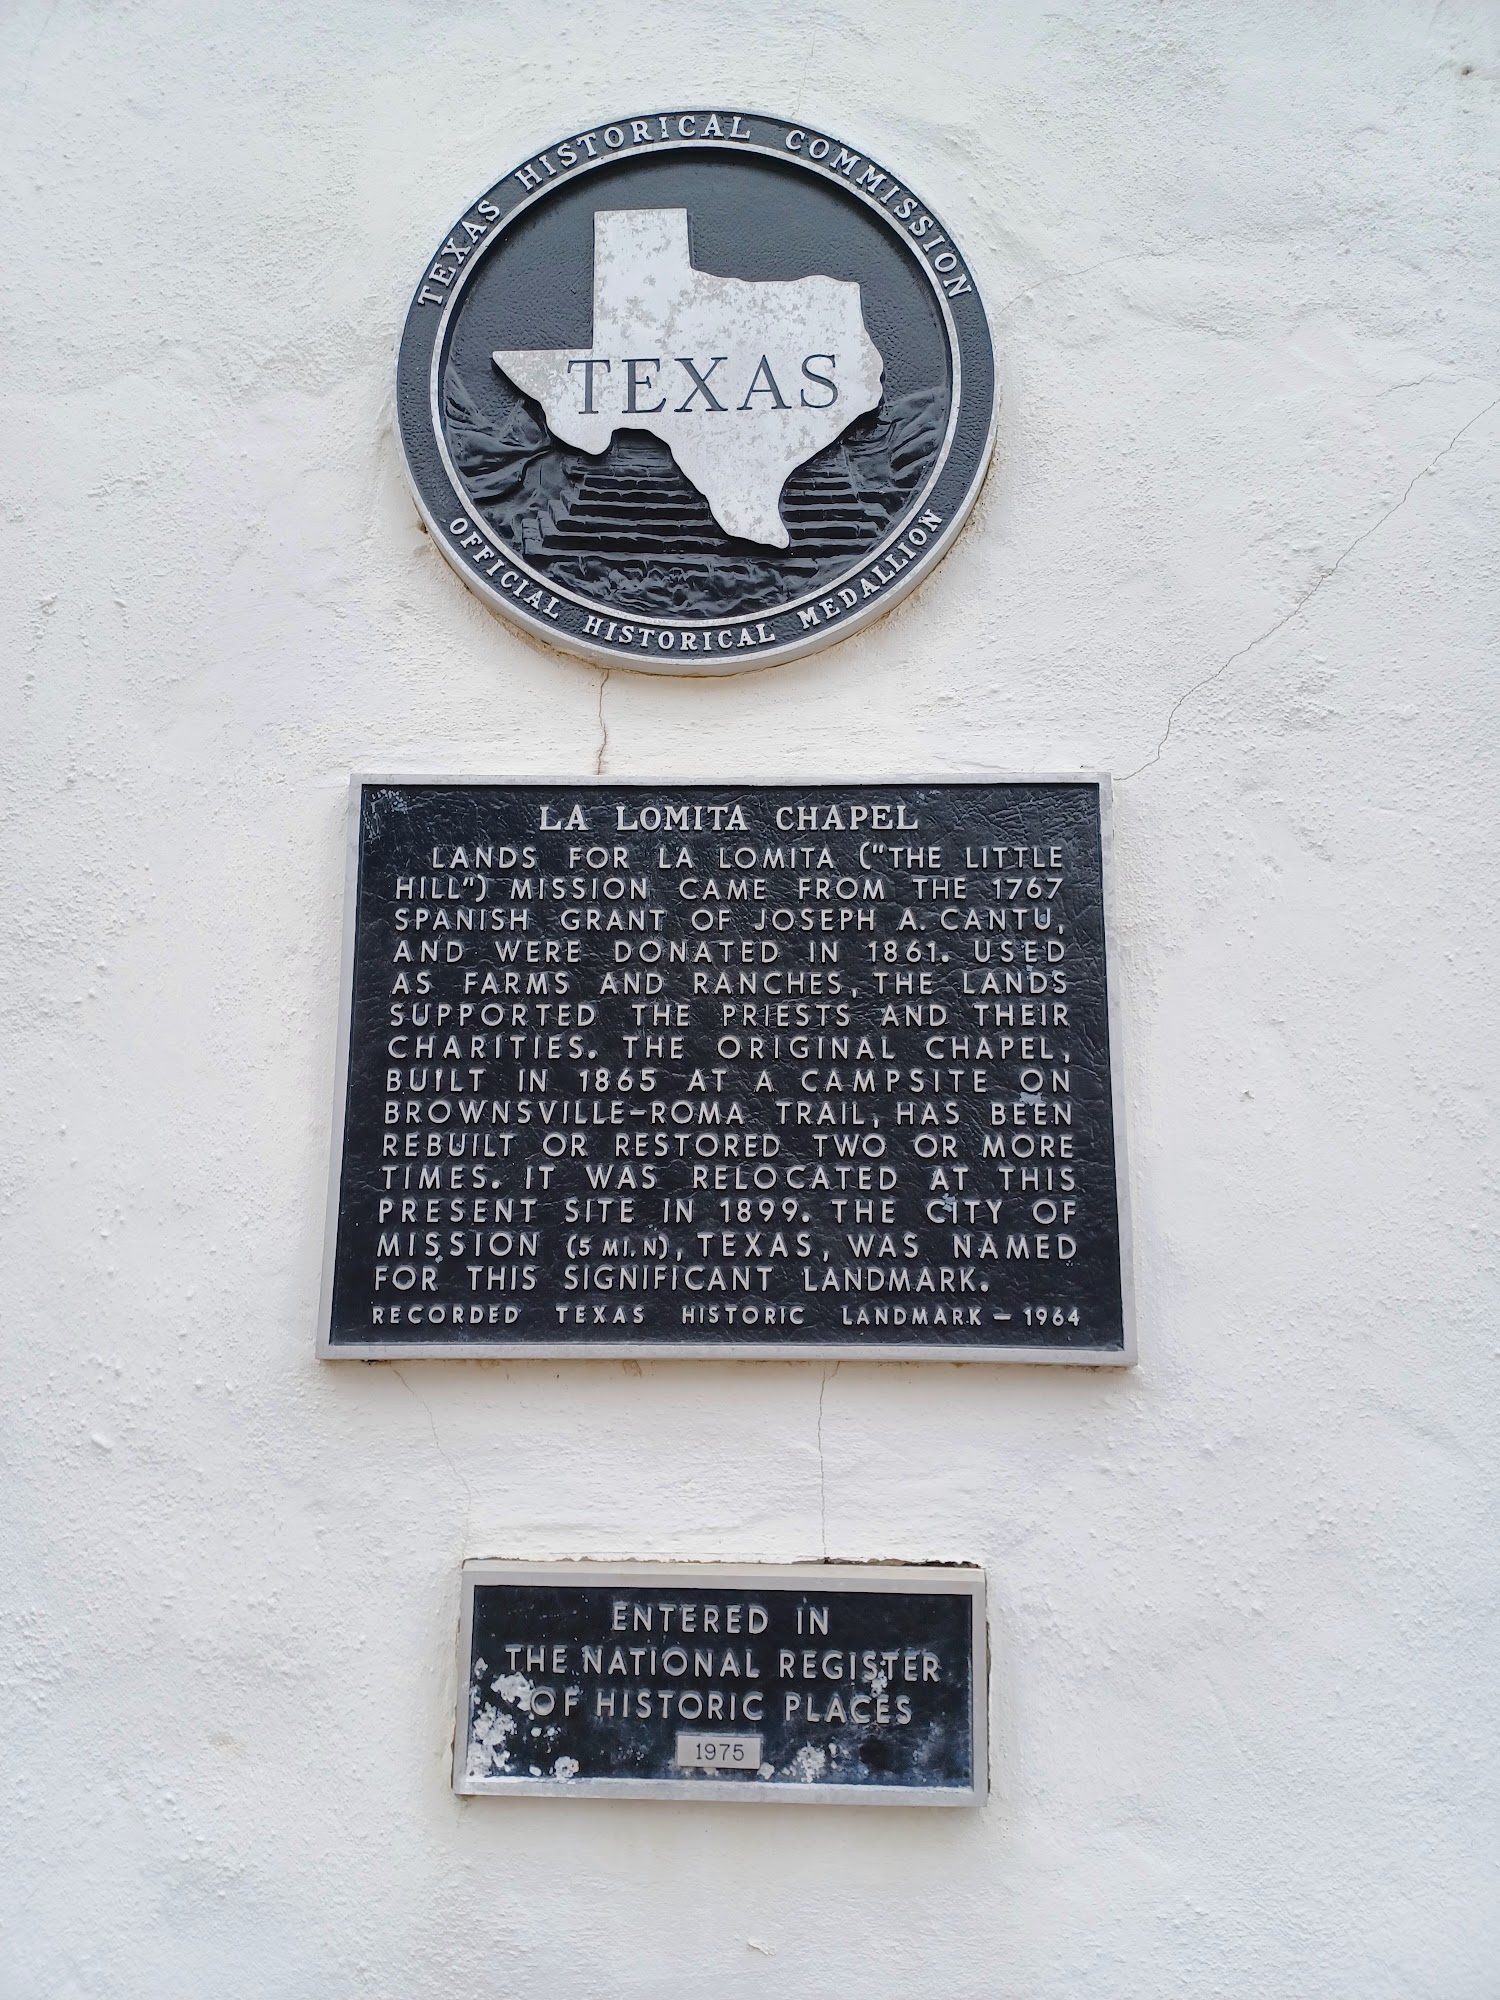 TEXAS HISTORICAL COMMISSION
TEXAS
OFFICIAL HISTORICAL MEDALLION
LA LOMITA CHAPEL
LANDS FOR LA LOMITA ("THE LITTLE
HILL") MISSION CAME FROM THE 1767
SPANISH GRANT OF JOSEPH A. CANTU,
AND WERE DONATED IN 1861. USED
AS FARMS AND RANCHES, THE LANDS
SUPPORTED THE PRIESTS AND THEIR
CHARITIES. THE ORIGINAL CHAPEL,
BUILT IN 1865 AT A CAMPSITE ON
BROWNSVILLE-ROMA TRAIL, HAS BEEN
REBUILT OR RESTORED TWO OR MORE
TIMES. IT WAS RELOCATED AT THIS
PRESENT SITE IN 1899. THE CITY OF
MISSION (5 MI. N), TEXAS, WAS NAMED
FOR THIS SIGNIFICANT LANDMARK.
RECORDED TEXAS HISTORIC LANDMARK – 1964
ENTERED IN
THE NATIONAL REGISTER
OF HISTORIC PLACES
1975